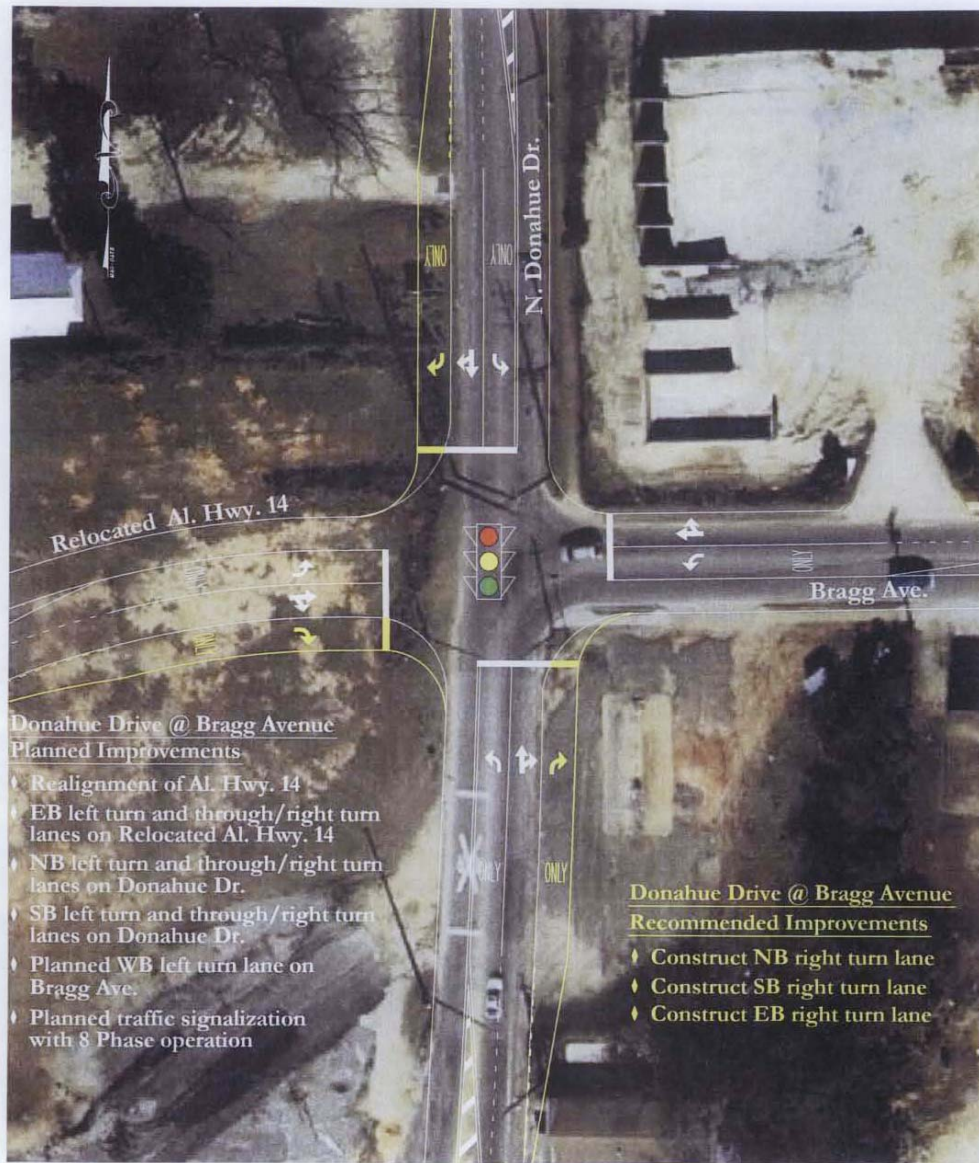 N. Donahue Dr.
ONLY
ONLY
Relocated Al. Hwy. 14
ONLY
Bragg Ave.
ONLY
ONLY
Donahue Drive @ Bragg Avenue
Planned Improvements
Realignment of Al. Hwy. 14
EB left turn and through/right turn
lanes on Relocated Al. Hwy. 14
NB left turn and through/right turn
lanes on Donahue Dr.
SB left turn and through/right turn
lanes on Donahue Dr.
Planned WB left turn lane on
Bragg Ave.
Planned traffic signalization
with 8 Phase operation
ONLY
ONLY
Donahue Drive @ Bragg Avenue
Recommended Improvements
Construct NB right turn lane
Construct SB right turn lane
Construct EB right turn lane